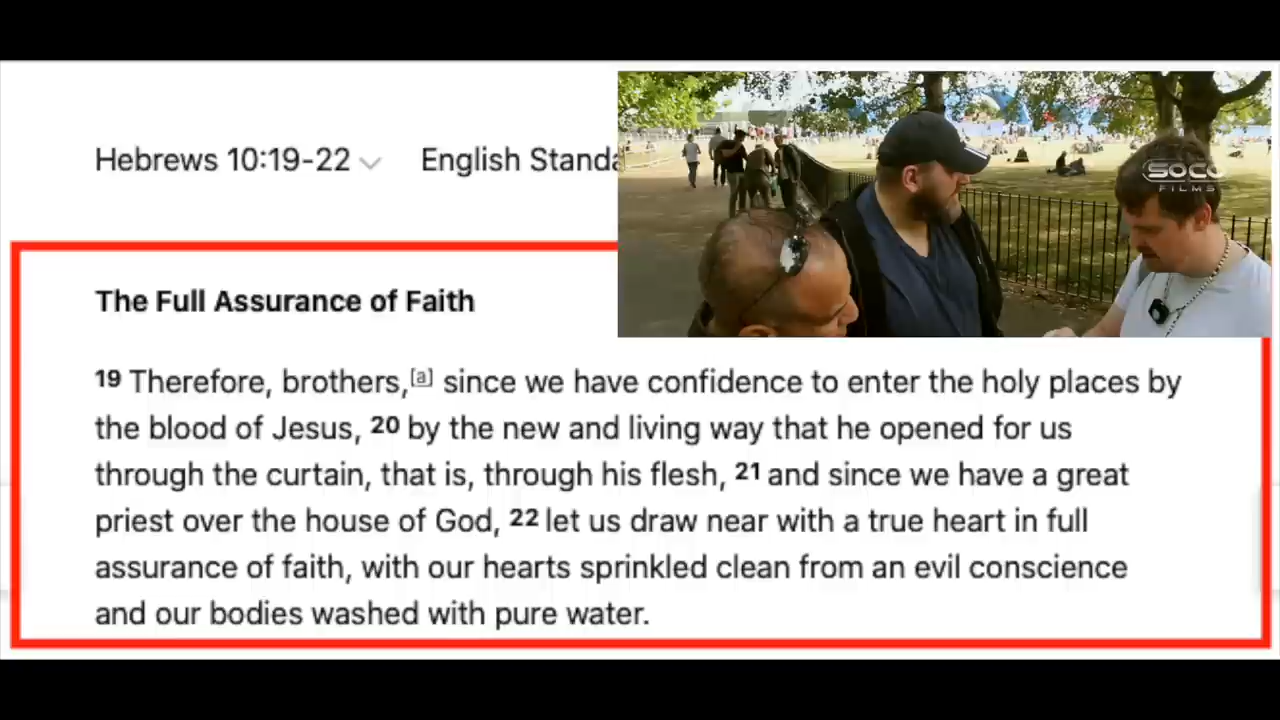 Hebrews 10:19-22 English Standa
SOCO
FILMS
The Full Assurance of Faith
19 Therefore, brothers,[a] since we have confidence to enter the holy places by
the blood of Jesus, 20 by the new and living way that he opened for us
through the curtain, that is, through his flesh, 21 and since we have a great
priest over the house of God, 22 let us draw near with a true heart in full
assurance of faith, with our hearts sprinkled clean from an evil conscience
and our bodies washed with pure water.